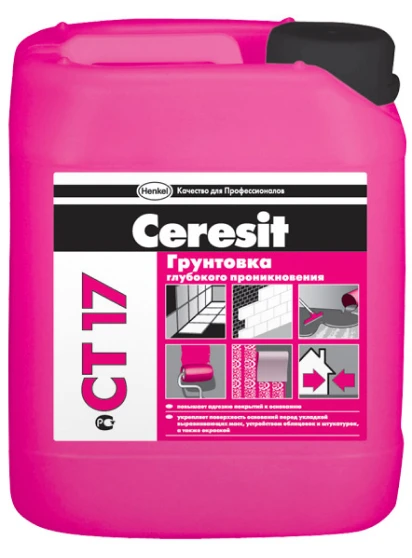 Henkel Качество для Профессионалов
Ceresit
Грунтовка
глубокого проникновения
CT 17
повышает адгезию покрытий к основанию
укрепляет поверхность оснований перед укладкой
выравнивающих масс, устройством облицовок и штукатурок,
а также окраской